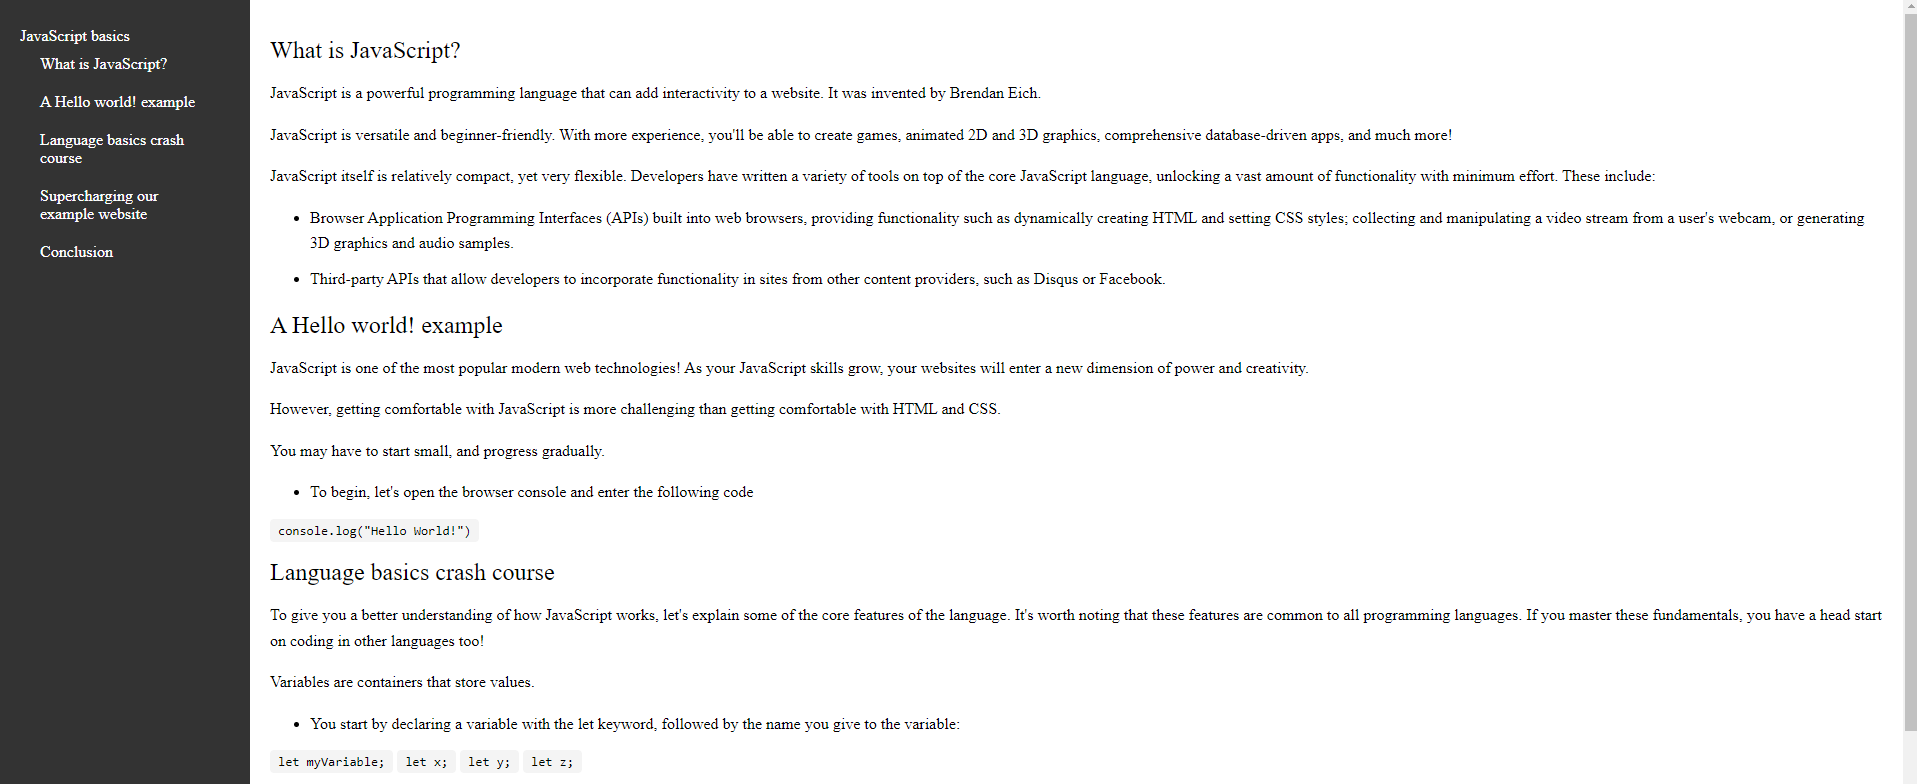 JavaScript basics
What is JavaScript?
A Hello world! example
Language basics crash
course
Supercharging our
example website
Conclusion
What is JavaScript?
JavaScript is a powerful programming language that can add interactivity to a website. It was invented by Brendan Eich.
JavaScript is versatile and beginner-friendly. With more experience, you'll be able to create games, animated 2D and 3D graphics, comprehensive database-driven apps, and much more!
JavaScript itself is relatively compact, yet very flexible. Developers have written a variety of tools on top of the core JavaScript language, unlocking a vast amount of functionality with minimum effort. These include:
• Browser Application Programming Interfaces (APIs) built into web browsers, providing functionality such as dynamically creating HTML and setting CSS styles; collecting and manipulating a video stream from a user's webcam, or generating
3D graphics and audio samples.
• Third-party APIs that allow developers to incorporate functionality in sites from other content providers, such as Disqus or Facebook.
A Hello world! example
JavaScript is one of the most popular modern web technologies! As your JavaScript skills grow, your websites will enter a new dimension of power and creativity.
However, getting comfortable with JavaScript is more challenging than getting comfortable with HTML and CSS.
You may have to start small, and progress gradually.
• To begin, let's open the browser console and enter the following code
console.log("Hello World!")
Language basics crash course
To give you a better understanding of how JavaScript works, let's explain some of the core features of the language. It's worth noting that these features are common to all programming languages. If you master these fundamentals, you have a head start
on coding in other languages too!
Variables are containers that store values.
• You start by declaring a variable with the let keyword, followed by the name you give to the variable:
let myVariable; let x; let y; let z;